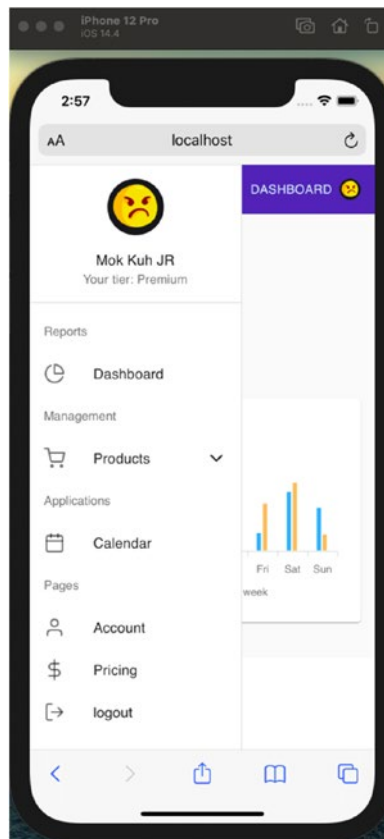 iPhone 12 Pro
iOS 14.4
2:57
AA localhost
DASHBOARD
Mok Kuh JR
Your tier: Premium
Reports
Dashboard
Management
Products
Applications
Calendar
Fri Sat Sun
Pages
week
Account
Pricing
logout